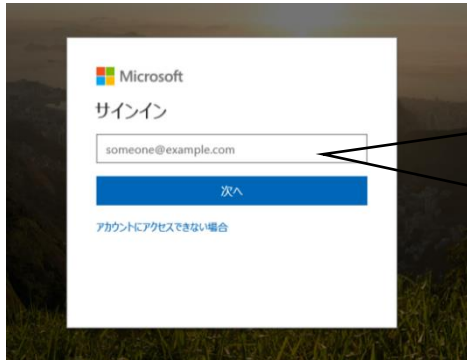 Microsoft
サインイン
someone@example.com
次へ
アカウントにアクセスできない場合